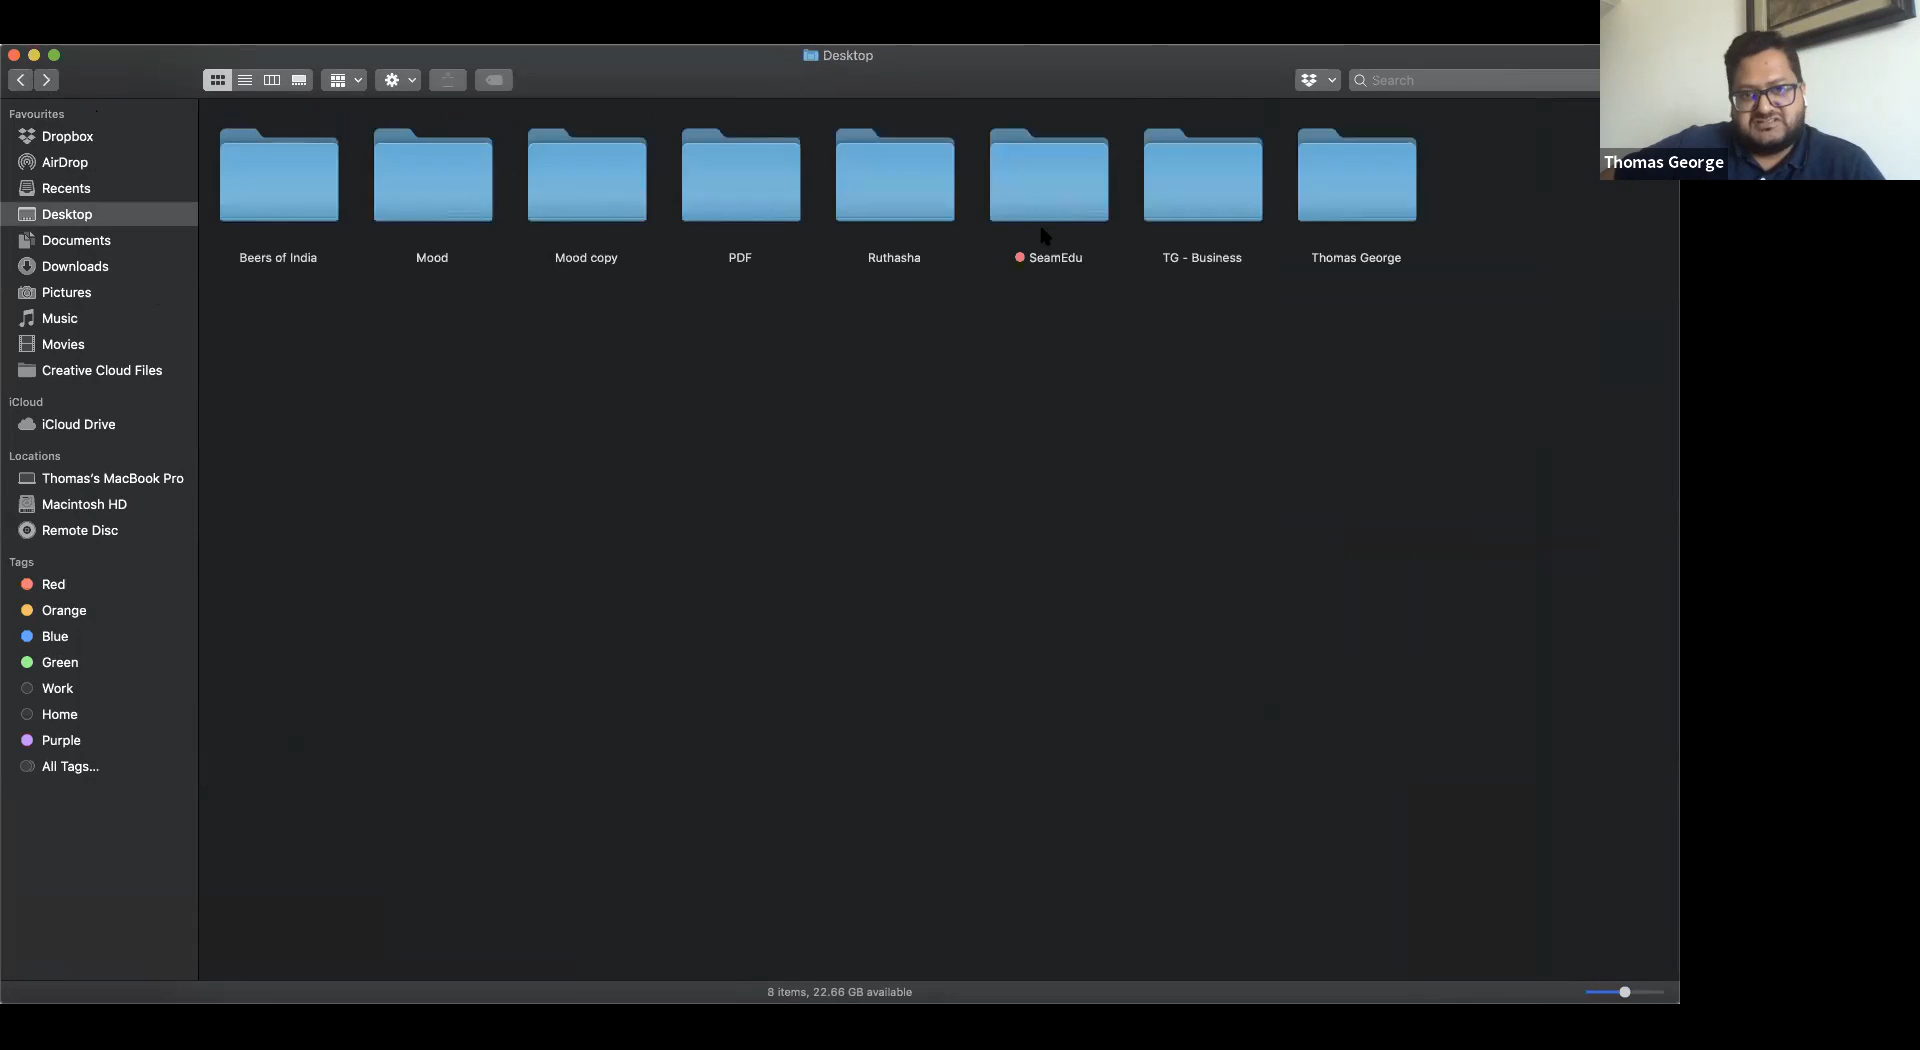 Desktop
Search
Thomas George
Favourites
Dropbox
AirDrop
Recents
Desktop
Documents
Downloads
Pictures
Music
Movies
Creative Cloud Files
iCloud
iCloud Drive
Locations
Thomas's MacBook Pro
Macintosh HD
Remote Disc
Tags
Red
Orange
Blue
Green
Work
Home
Purple
All Tags...
Beers of India
Mood
Mood copy
PDF
Ruthasha
SeamEdu
TG - Business
Thomas George
8 items, 22.66 GB available